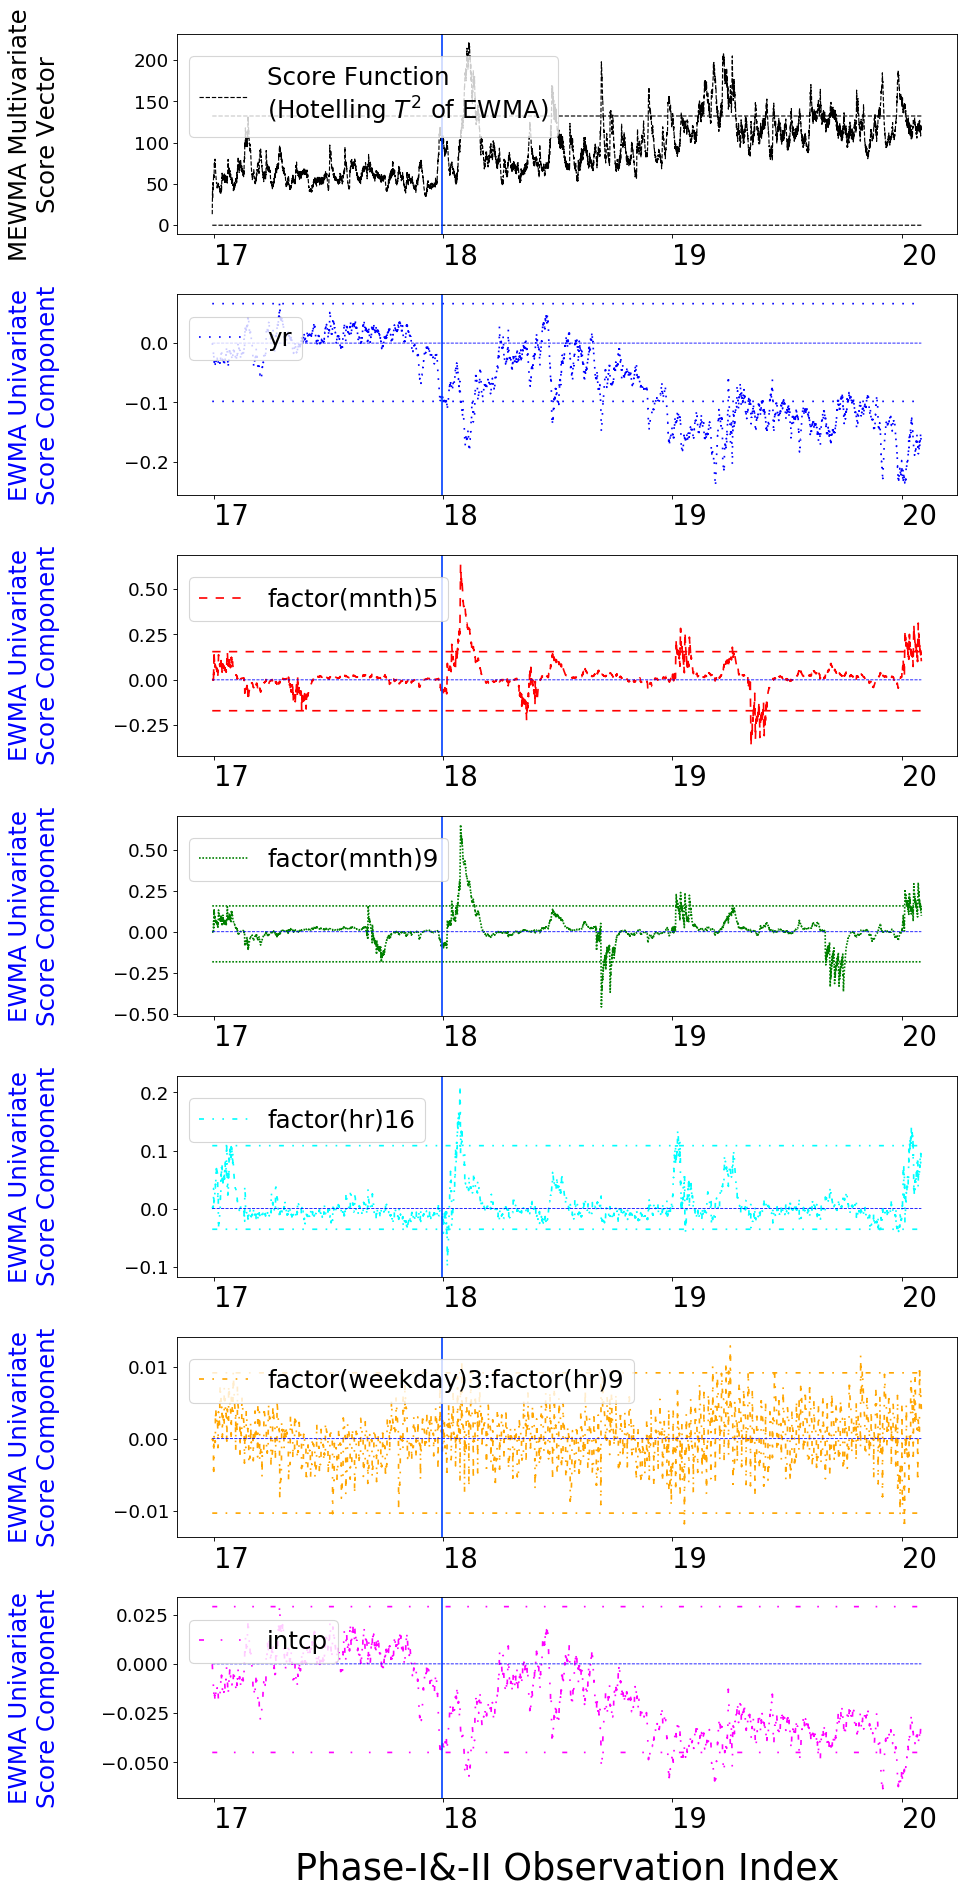 MEWMA Multivariate
Score Vector
200
150
100
50
0
Score Function
(Hotelling T² of EWMA)
17 18 19 20
EWMA Univariate
Score Component
0.0
−0.1
−0.2
yr
17 18 19 20
EWMA Univariate
Score Component
0.50
0.25
0.00
−0.25
factor(mnth)5
17 18 19 20
EWMA Univariate
Score Component
0.50
0.25
0.00
−0.25
−0.50
factor(mnth)9
17 18 19 20
EWMA Univariate
Score Component
0.2
0.1
0.0
−0.1
factor(hr)16
17 18 19 20
EWMA Univariate
Score Component
0.01
0.00
−0.01
factor(weekday)3:factor(hr)9
17 18 19 20
EWMA Univariate
Score Component
0.025
0.000
−0.025
−0.050
intcp
17 18 19 20
Phase-I&-II Observation Index